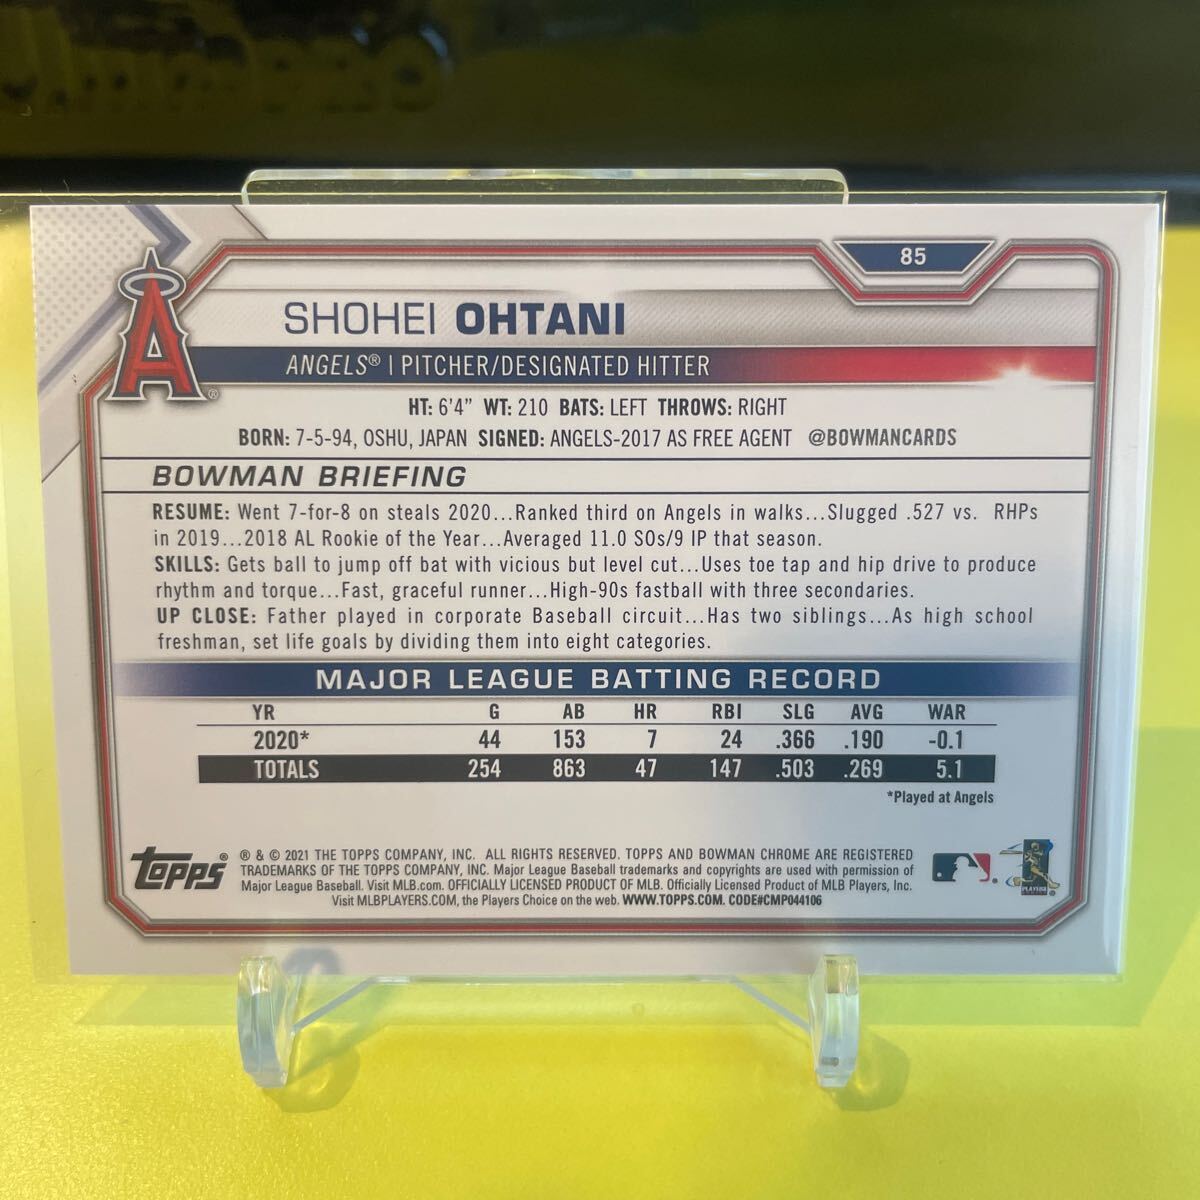 85
SHOHEI OHTANI
ANGELS® | PITCHER/DESIGNATED HITTER
HT: 6'4" WT: 210 BATS: LEFT THROWS: RIGHT
BORN: 7-5-94, OSHU, JAPAN SIGNED: ANGELS-2017 AS FREE AGENT @BOWMANCARDS
BOWMAN BRIEFING
RESUME: Went 7-for-8 on steals 2020...Ranked third on Angels in walks...Slugged .527 vs. RHPs
in 2019...2018 AL Rookie of the Year...Averaged 11.0 SOs/9 IP that season.
SKILLS: Gets ball to jump off bat with vicious but level cut...Uses toe tap and hip drive to produce
rhythm and torque...Fast, graceful runner...High-90s fastball with three secondaries.
UP CLOSE: Father played in corporate Baseball circuit...Has two siblings...As high school
freshman, set life goals by dividing them into eight categories.
MAJOR LEAGUE BATTING RECORD
YR G AB HR RBI SLG AVG WAR
2020* 44 153 7 24 .366 .190 -0.1
TOTALS 254 863 47 147 .503 .269 5.1
*Played at Angels
TOPPS®
® & © 2021 THE TOPPS COMPANY, INC. ALL RIGHTS RESERVED. TOPPS AND BOWMAN CHROME ARE REGISTERED
TRADEMARKS OF THE TOPPS COMPANY, INC. Major League Baseball trademarks and copyrights are used with permission of
Major League Baseball. Visit MLB.com. OFFICIALLY LICENSED PRODUCT OF MLB. Officially Licensed Product of MLB Players, Inc.
Visit MLBPLAYERS.COM, the Players Choice on the web. WWW.TOPPS.COM. CODE#CMP044106
PLAYERS